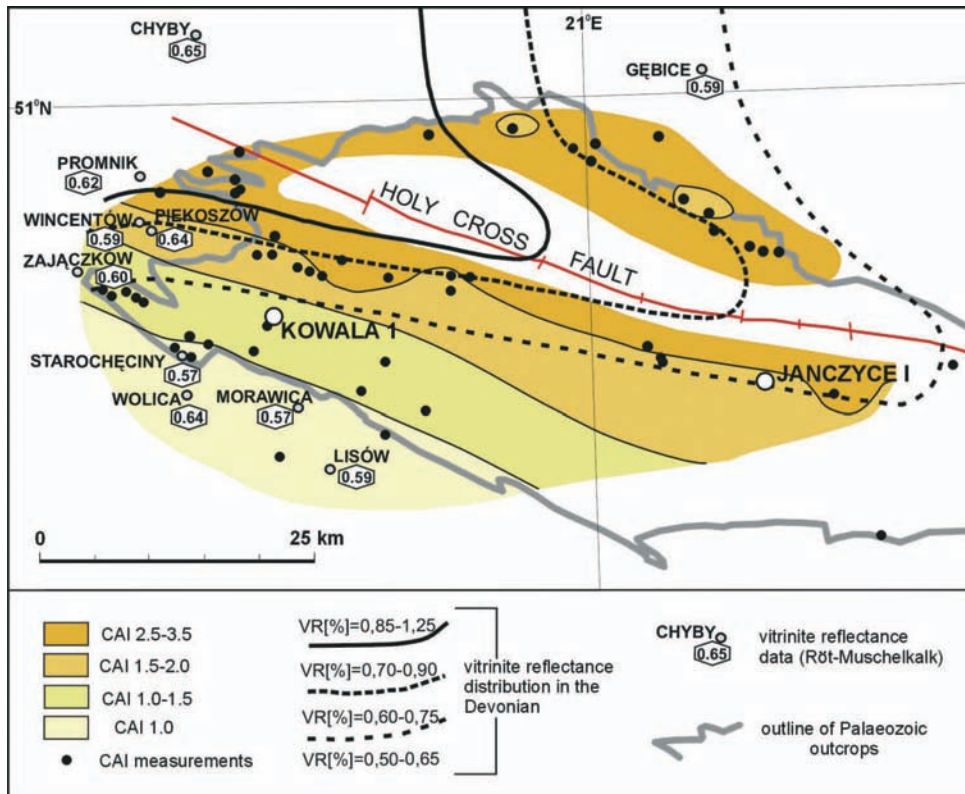 CHYBY
0.65
21°E
GĘBICE
0.59
51°N
PROMNIK
0.62
HOLY CROSS FAULT
WINCENTÓW
PIEKOSZÓW
0.59
0.64
ZAJĄCZKÓW
0.60
KOWALA 1
STAROCHĘCINY
0.57
JANCZYCE I
WOLICA
0.64
MORAWICA
0.57
LISÓW
0.59
0
25 km
CAI 2.5-3.5
CAI 1.5-2.0
CAI 1.0-1.5
CAI 1.0
CAI measurements
VR[%]=0,85-1,25
VR[%]=0,70-0,90
VR[%]=0,60-0,75
VR[%]=0,50-0,65
vitrinite reflectance
distribution in the
Devonian
CHYBY
0.65
vitrinite reflectance
data (Röt-Muschelkalk)
outline of Palaeozoic
outcrops